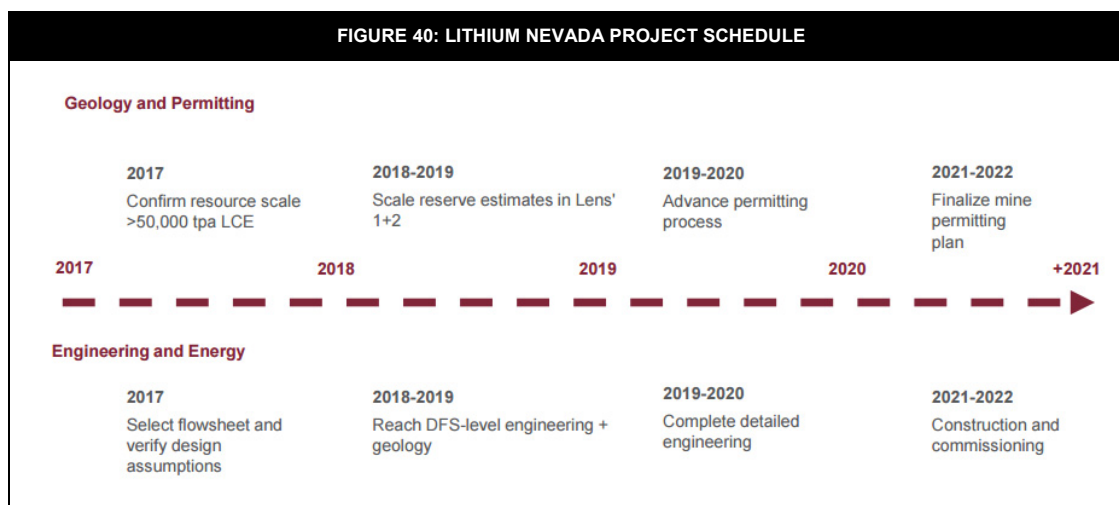 FIGURE 40: LITHIUM NEVADA PROJECT SCHEDULE
Geology and Permitting
2017
Confirm resource scale
>50,000 tpa LCE
2018-2019
Scale reserve estimates in Lens'
1+2
2019-2020
Advance permitting
process
2021-2022
Finalize mine
permitting
plan
2017
2018
2019
2020
+2021
Engineering and Energy
2017
Select flowsheet and
verify design
assumptions
2018-2019
Reach DFS-level engineering +
geology
2019-2020
Complete detailed
engineering
2021-2022
Construction and
commissioning